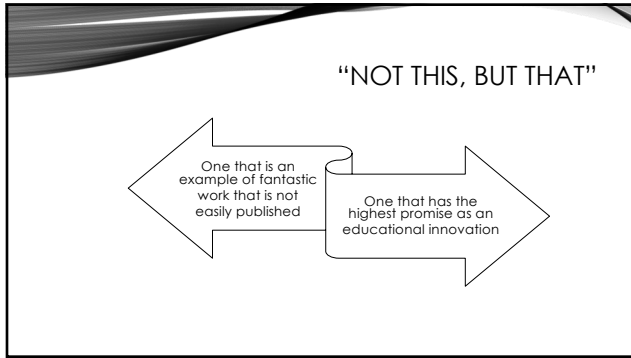 “NOT THIS, BUT THAT”
One that is an
example of fantastic
work that is not
easily published
One that has the
highest promise as an
educational innovation